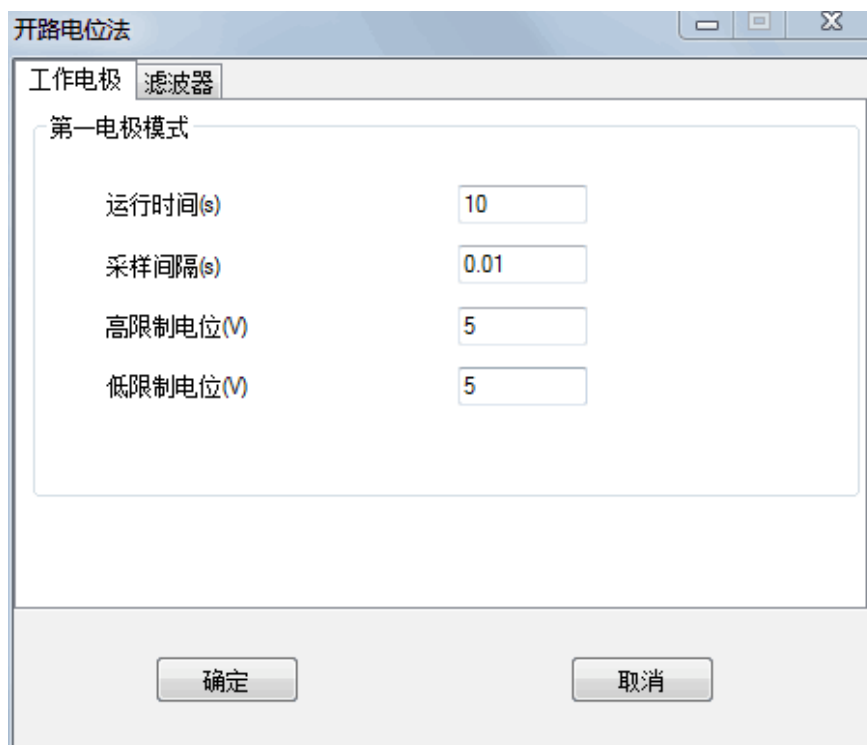 开路电位法
工作电极 滤波器
第一电极模式
运行时间(s) 10
采样间隔(s) 0.01
高限制电位(V) 5
低限制电位(V) 5
确定 取消